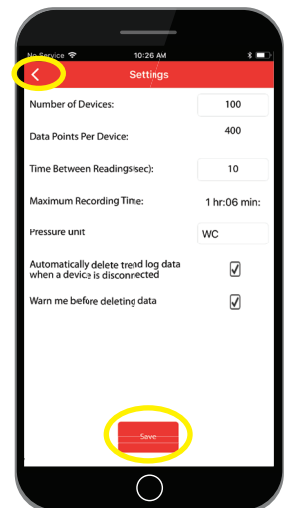 No Service 10:26 AM
Settings
Number of Devices: 100
Data Points Per Device: 400
Time Between Readings(sec): 10
Maximum Recording Time: 1 hr:06 min:
Pressure unit WC
Automatically delete trend log data
when a device is disconnected
Warn me before deleting data
Save